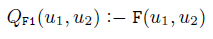 Q_{F1}(u_1, u_2) :- F(u_1, u_2)